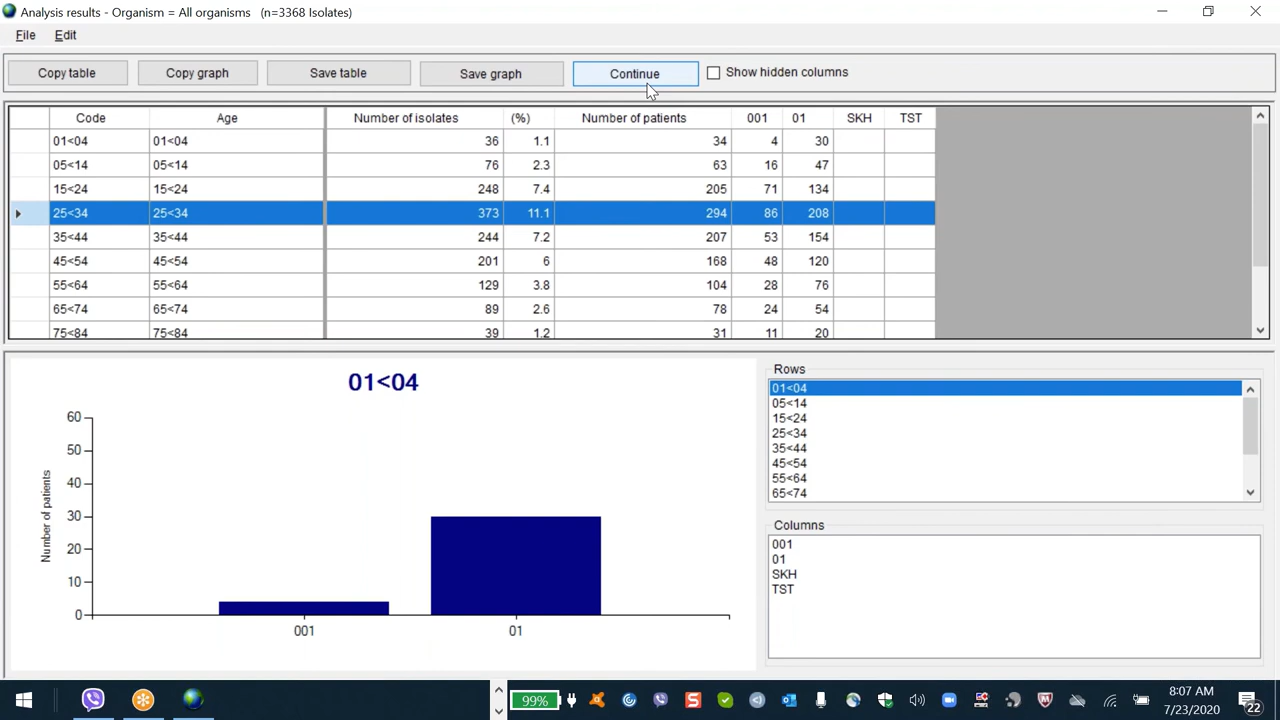 Analysis results - Organism = All organisms (n=3368 Isolates)
File Edit
Copy table Copy graph Save table Save graph Continue Show hidden columns
Code Age Number of isolates (%) Number of patients 001 01 SKH TST
01<04 01<04 36 1.1 34 4 30
05<14 05<14 76 2.3 63 16 47
15<24 15<24 248 7.4 205 71 134
25<34 25<34 373 11.1 294 86 208
35<44 35<44 244 7.2 207 53 154
45<54 45<54 201 6 168 48 120
55<64 55<64 129 3.8 104 28 76
65<74 65<74 89 2.6 78 24 54
75<84 75<84 39 1.2 31 11 20
01<04
60
50
40
30
20
10
0
Number of patients
001 01
Rows
01<04
05<14
15<24
25<34
35<44
45<54
55<64
65<74
Columns
001
01
SKH
TST
99%
8:07 AM
7/23/2020
22